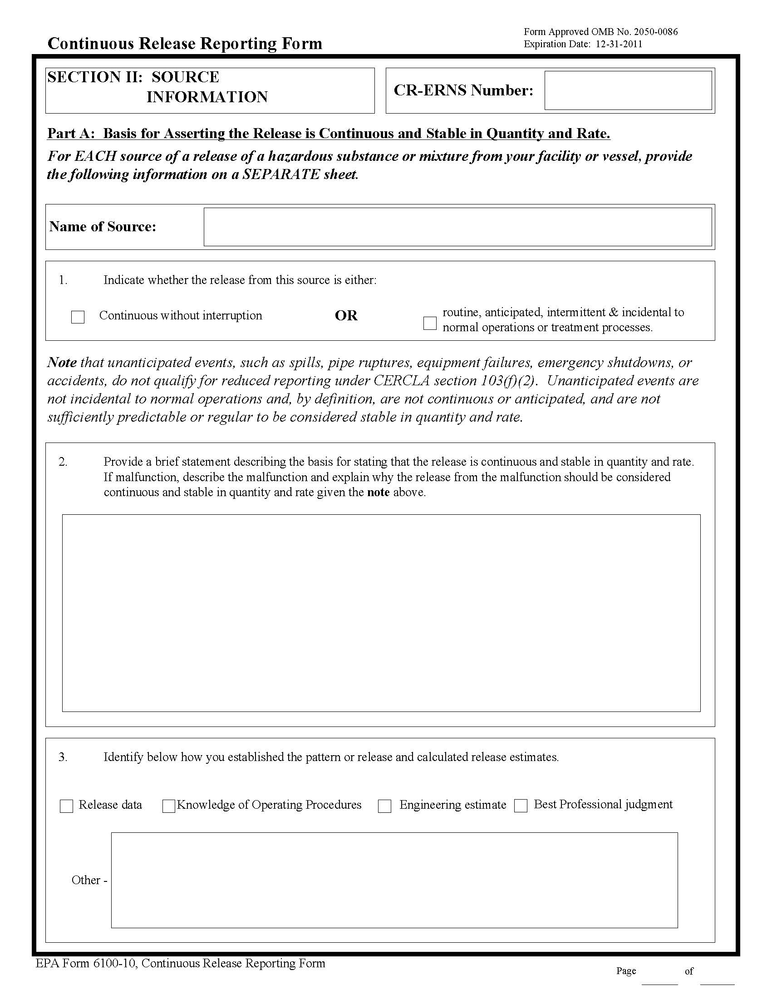 Continuous Release Reporting Form
Form Approved OMB No. 2050-0086
Expiration Date:  12-31-2011
SECTION II:  SOURCE
INFORMATION
CR-ERNS Number:
Part A:  Basis for Asserting the Release is Continuous and Stable in Quantity and Rate.
For EACH source of a release of a hazardous substance or mixture from your facility or vessel, provide
the following information on a SEPARATE sheet.
Name of Source:
1. Indicate whether the release from this source is either:
Continuous without interruption
OR
routine, anticipated, intermittent & incidental to
normal operations or treatment processes.
Note that unanticipated events, such as spills, pipe ruptures, equipment failures, emergency shutdowns, or
accidents, do not qualify for reduced reporting under CERCLA section 103(f)(2).  Unanticipated events are
not incidental to normal operations and, by definition, are not continuous or anticipated, and are not
sufficiently predictable or regular to be considered stable in quantity and rate.
2. Provide a brief statement describing the basis for stating that the release is continuous and stable in quantity and rate.
If malfunction, describe the malfunction and explain why the release from the malfunction should be considered
continuous and stable in quantity and rate given the note above.
3. Identify below how you established the pattern or release and calculated release estimates.
Release data Knowledge of Operating Procedures Engineering estimate Best Professional judgment
Other -
EPA Form 6100-10, Continuous Release Reporting Form
Page of